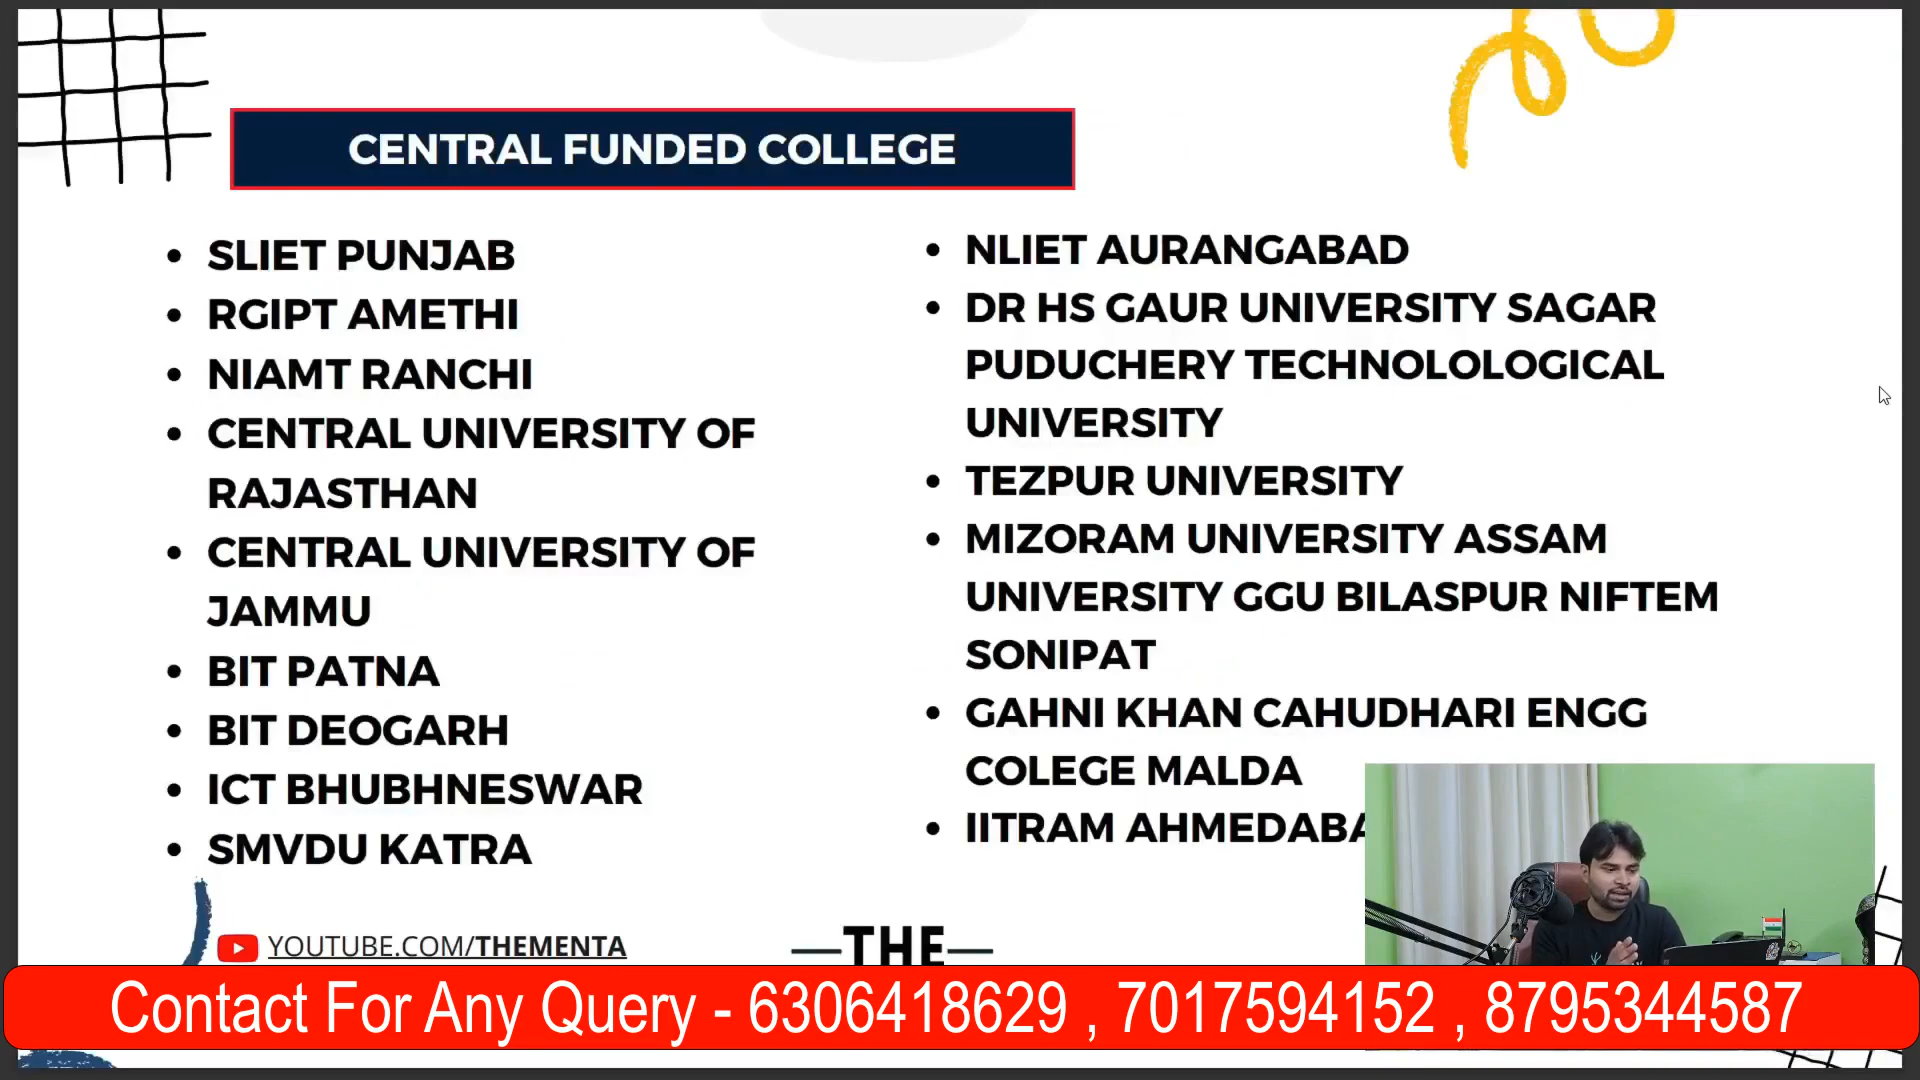 CENTRAL FUNDED COLLEGE
• SLIET PUNJAB
• RGIPT AMETHI
• NIAMT RANCHI
• CENTRAL UNIVERSITY OF
RAJASTHAN
• CENTRAL UNIVERSITY OF
JAMMU
• BIT PATNA
• BIT DEOGARH
• ICT BHUBHNESWAR
• SMVDU KATRA
• NLIET AURANGABAD
• DR HS GAUR UNIVERSITY SAGAR
PUDUCHERY TECHNOLOLOGICAL
UNIVERSITY
• TEZPUR UNIVERSITY
• MIZORAM UNIVERSITY ASSAM
UNIVERSITY GGU BILASPUR NIFTEM
SONIPAT
• GAHNI KHAN CAHUDHARI ENGG
COLEGE MALDA
• IITRAM AHMEDABA
YOUTUBE.COM/THEMENTA
THE
Contact For Any Query - 6306418629 , 7017594152 , 8795344587